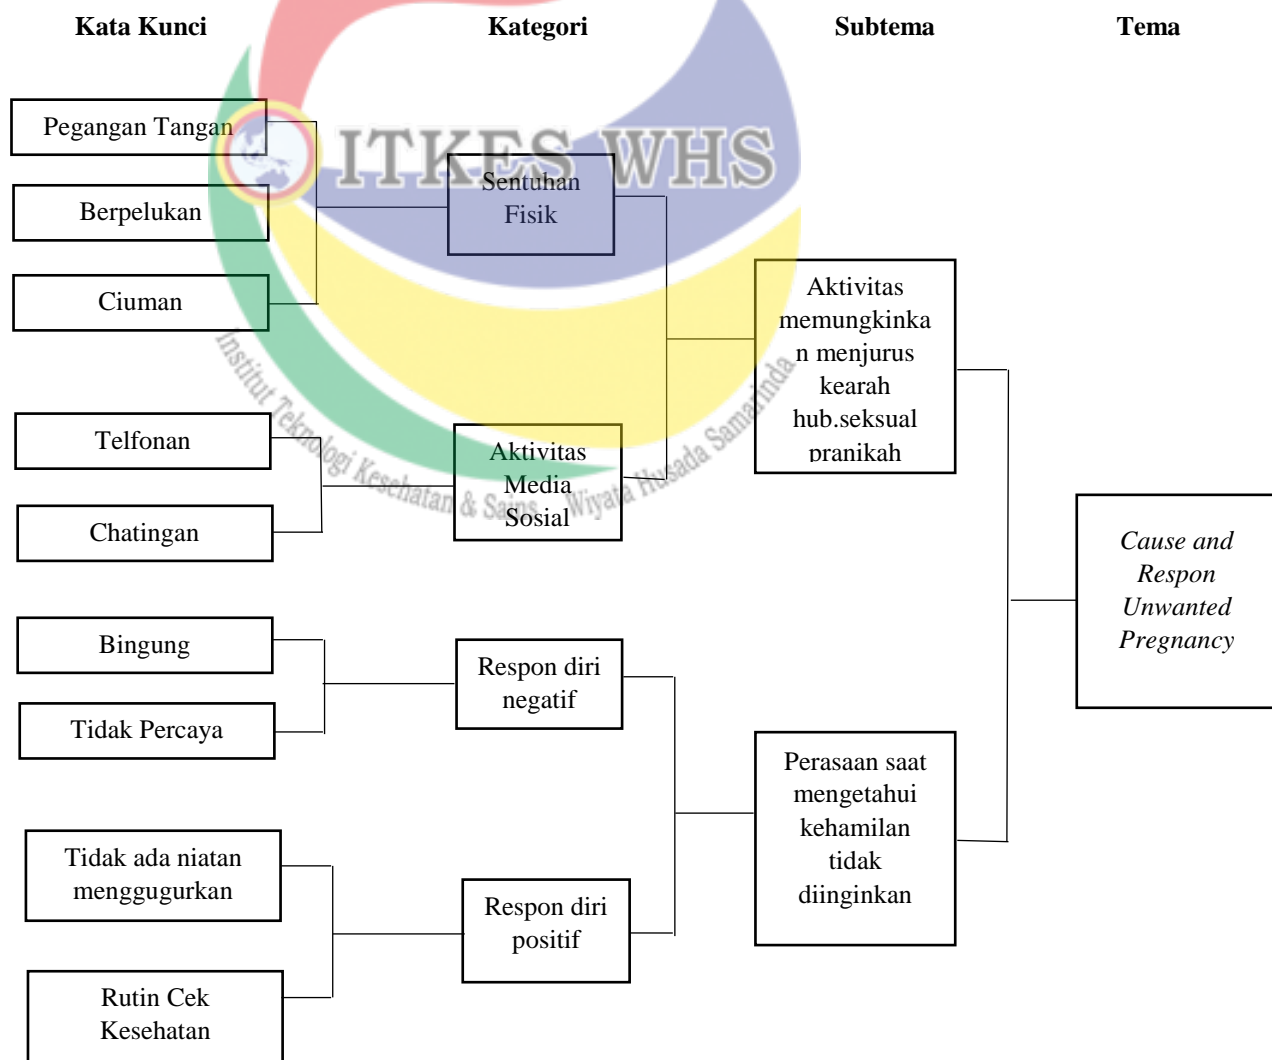 Kata Kunci Kategori Subtema Tema
Pegangan Tangan
Berpelukan
Ciuman
Telfonan
Chatingan
Bingung
Tidak Percaya
Tidak ada niatan
menggugurkan
Rutin Cek
Kesehatan
ITKES WHS
Institut Teknologi Kesehatan & Sains Wiyata Husada Samarinda
Sentuhan
Fisik
Aktivitas
Media
Sosial
Respon diri
negatif
Respon diri
positif
Aktivitas
memungkinka
n menjurus
kearah
hub.seksual
pranikah
Perasaan saat
mengetahui
kehamilan
tidak
diinginkan
Cause and
Respon
Unwanted
Pregnancy